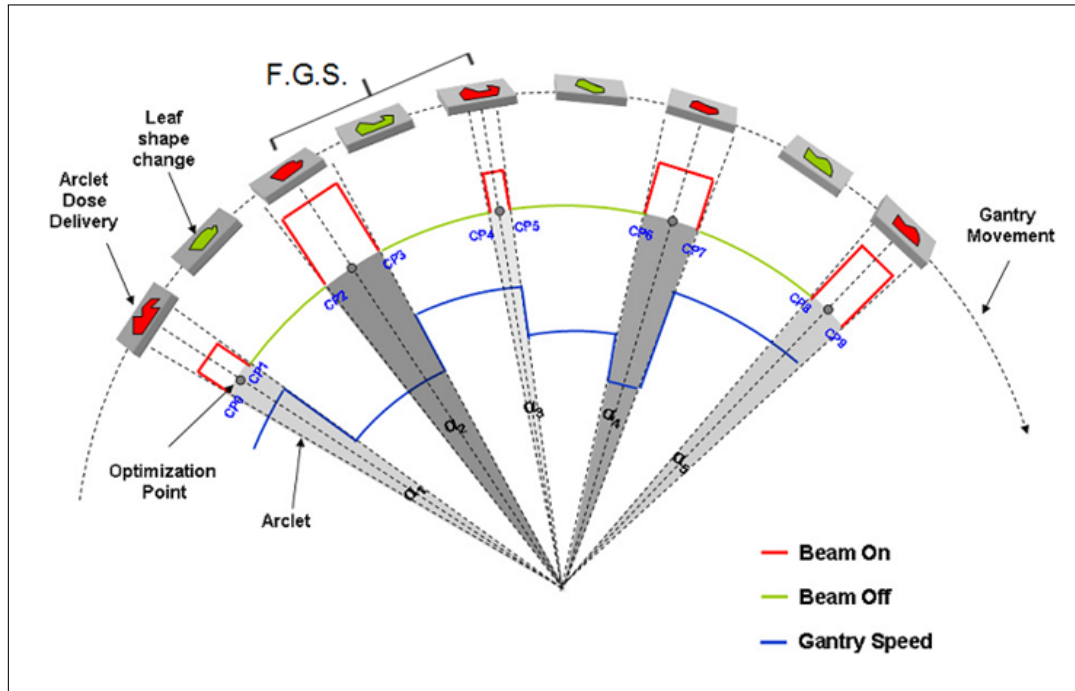 F.G.S.
Leaf
shape
change
Arclet
Dose
Delivery
Gantry
Movement
CP0
CP1
CP2
CP3
CP4
CP5
CP6
CP7
CP8
CP9
Optimization
Point
Arclet
α1
α2
α3
α4
α5
Beam On
Beam Off
Gantry Speed